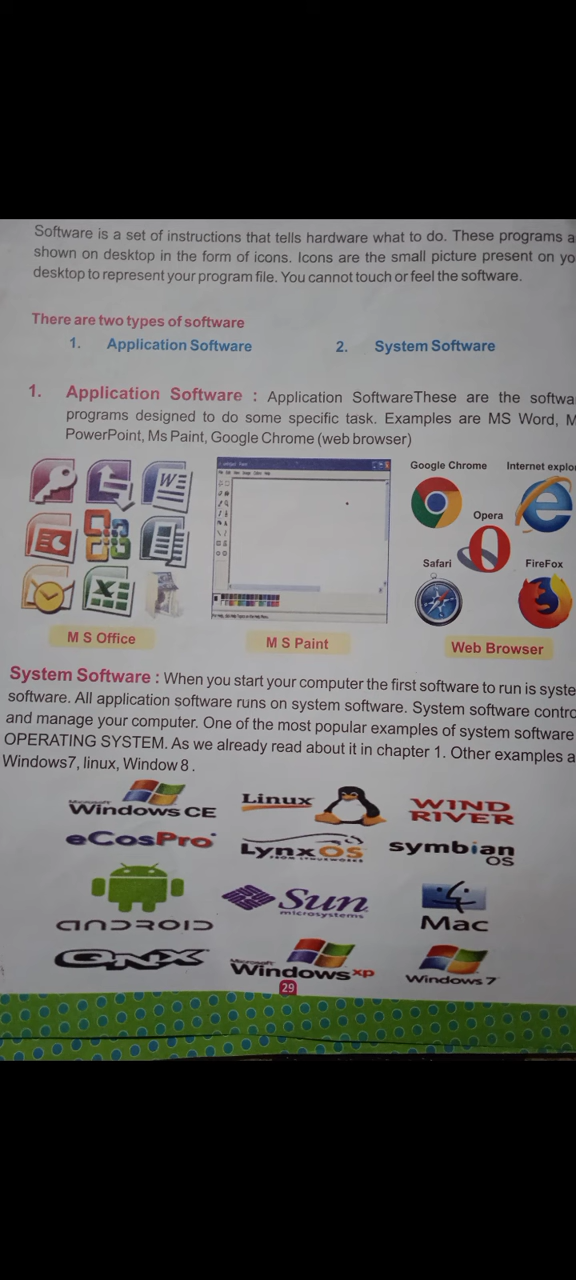 Software is a set of instructions that tells hardware what to do. These programs a
shown on desktop in the form of icons. Icons are the small picture present on yo
desktop to represent your program file. You cannot touch or feel the software.
There are two types of software
1. Application Software 2. System Software
1. Application Software : Application SoftwareThese are the softwa
programs designed to do some specific task. Examples are MS Word, M
PowerPoint, Ms Paint, Google Chrome (web browser)
Google Chrome Internet explo
Opera
Safari FireFox
M S Office M S Paint Web Browser
System Software : When you start your computer the first software to run is syste
software. All application software runs on system software. System software contro
and manage your computer. One of the most popular examples of system software
OPERATING SYSTEM. As we already read about it in chapter 1. Other examples a
Windows7, linux, Window 8 .
Microsoft
Windows CE Linux WIND
RIVER
eCosPro LynxOS symbian
OS
FROM LYNUXWORKS
android Sun
microsystems Mac
QNX Microsoft
Windows xp Windows 7
29